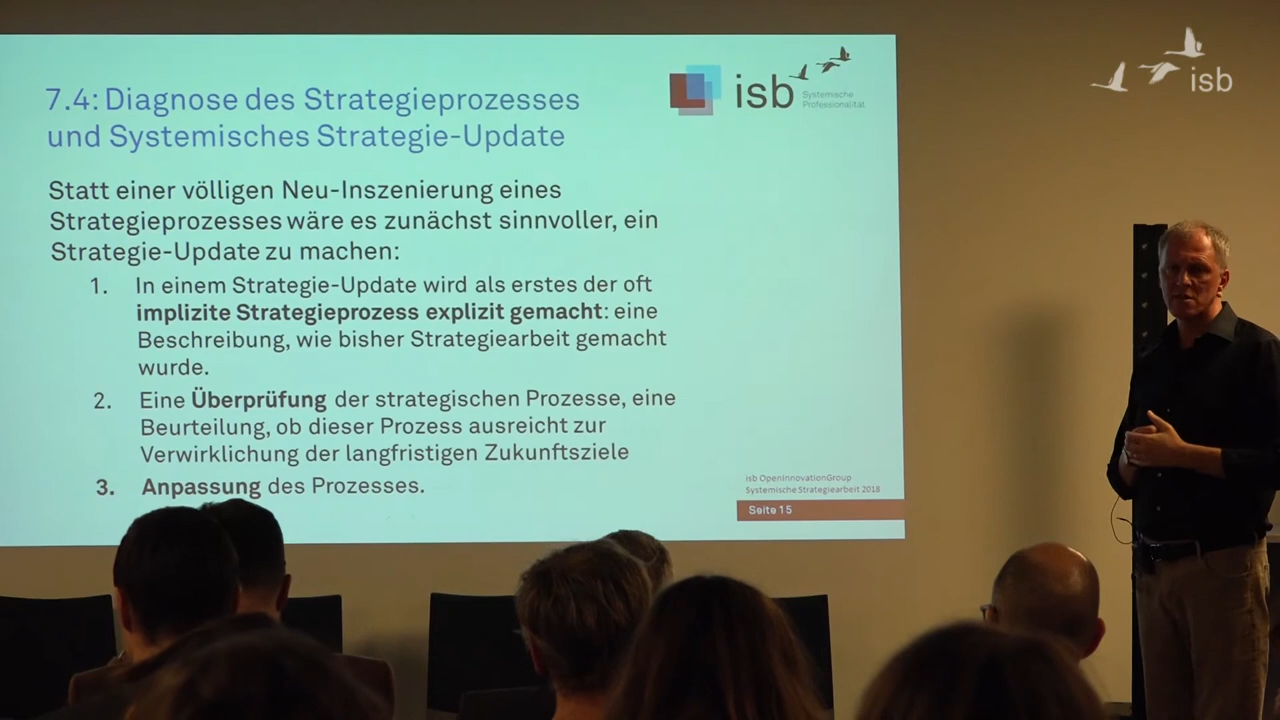 7.4: Diagnose des Strategieprozesses
und Systemisches Strategie-Update
isb
Systemische
Professionalität
isb
Statt einer völligen Neu-Inszenierung eines
Strategieprozesses wäre es zunächst sinnvoller, ein
Strategie-Update zu machen:
1. In einem Strategie-Update wird als erstes der oft
implizite Strategieprozess explizit gemacht: eine
Beschreibung, wie bisher Strategiearbeit gemacht
wurde.
2. Eine Überprüfung der strategischen Prozesse, eine
Beurteilung, ob dieser Prozess ausreicht zur
Verwirklichung der langfristigen Zukunftsziele
3. Anpassung des Prozesses.
isb OpenInnovationGroup
Systemische Strategiearbeit 2018
Seite 15